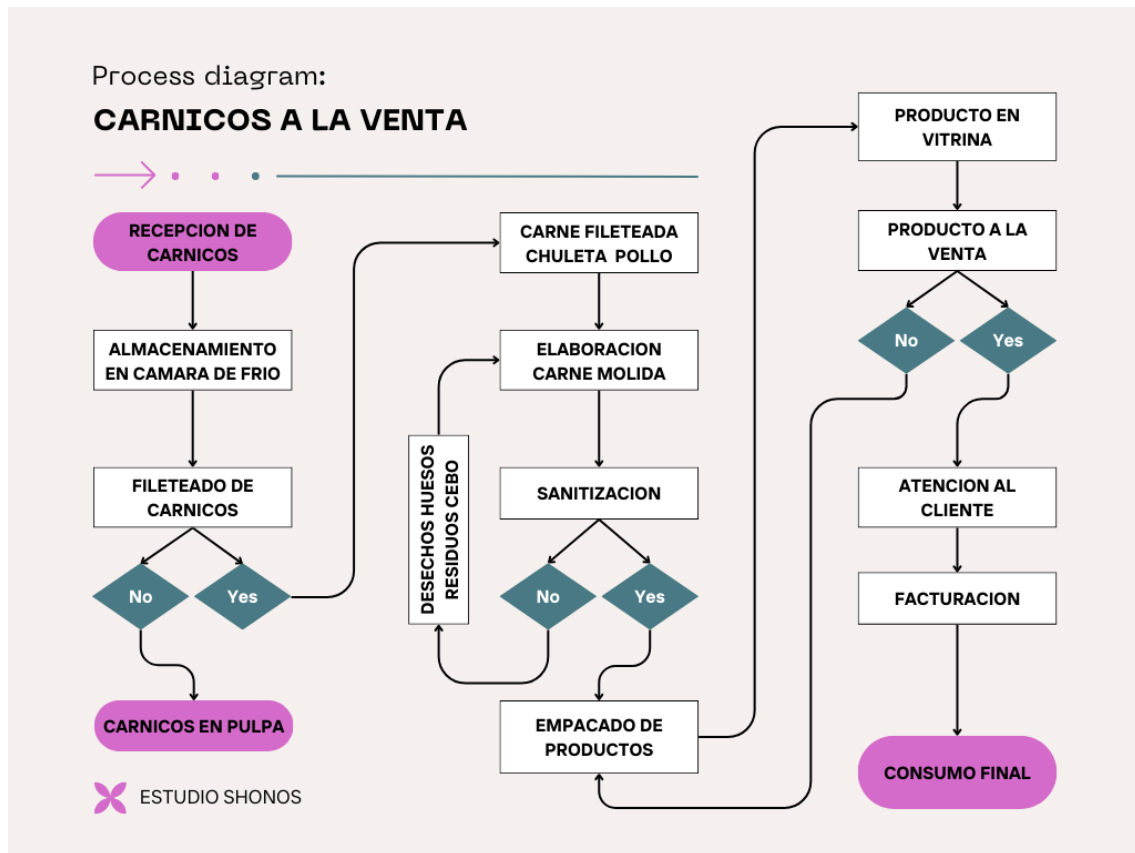 Process diagram:
CARNICOS A LA VENTA
RECEPCION DE
CARNICOS
ALMACENAMIENTO
EN CAMARA DE FRIO
FILETEADO DE
CARNICOS
No
Yes
CARNICOS EN PULPA
ESTUDIO SHONOS
CARNE FILETEADA
CHULETA POLLO
ELABORACION
CARNE MOLIDA
DESECHOS HUESOS
RESIDUOS CEBO
SANITIZACION
No
Yes
EMPACADO DE
PRODUCTOS
PRODUCTO EN
VITRINA
PRODUCTO A LA
VENTA
No
Yes
ATENCION AL
CLIENTE
FACTURACION
CONSUMO FINAL